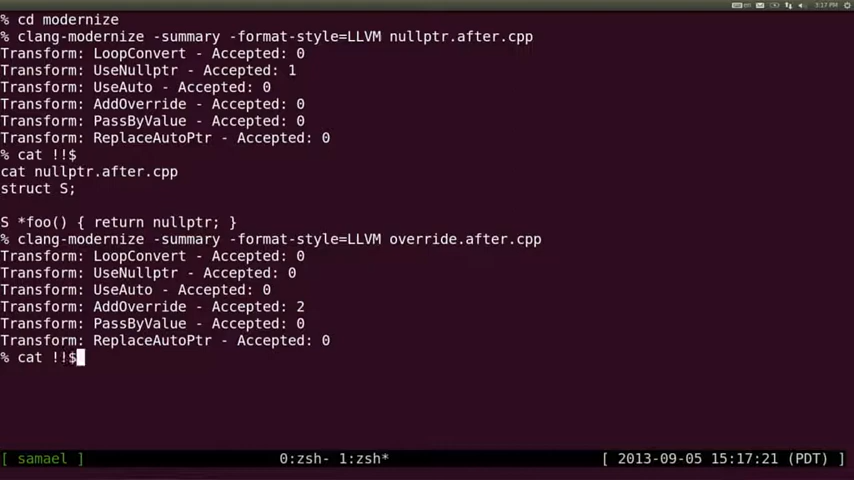 en 3:17 PM
% cd modernize
% clang-modernize -summary -format-style=LLVM nullptr.after.cpp
Transform: LoopConvert - Accepted: 0
Transform: UseNullptr - Accepted: 1
Transform: UseAuto - Accepted: 0
Transform: AddOverride - Accepted: 0
Transform: PassByValue - Accepted: 0
Transform: ReplaceAutoPtr - Accepted: 0
% cat !!$
cat nullptr.after.cpp
struct S;
S *foo() { return nullptr; }
% clang-modernize -summary -format-style=LLVM override.after.cpp
Transform: LoopConvert - Accepted: 0
Transform: UseNullptr - Accepted: 0
Transform: UseAuto - Accepted: 0
Transform: AddOverride - Accepted: 2
Transform: PassByValue - Accepted: 0
Transform: ReplaceAutoPtr - Accepted: 0
% cat !!$
[ samael ] 0:zsh- 1:zsh* [ 2013-09-05 15:17:21 (PDT) ]